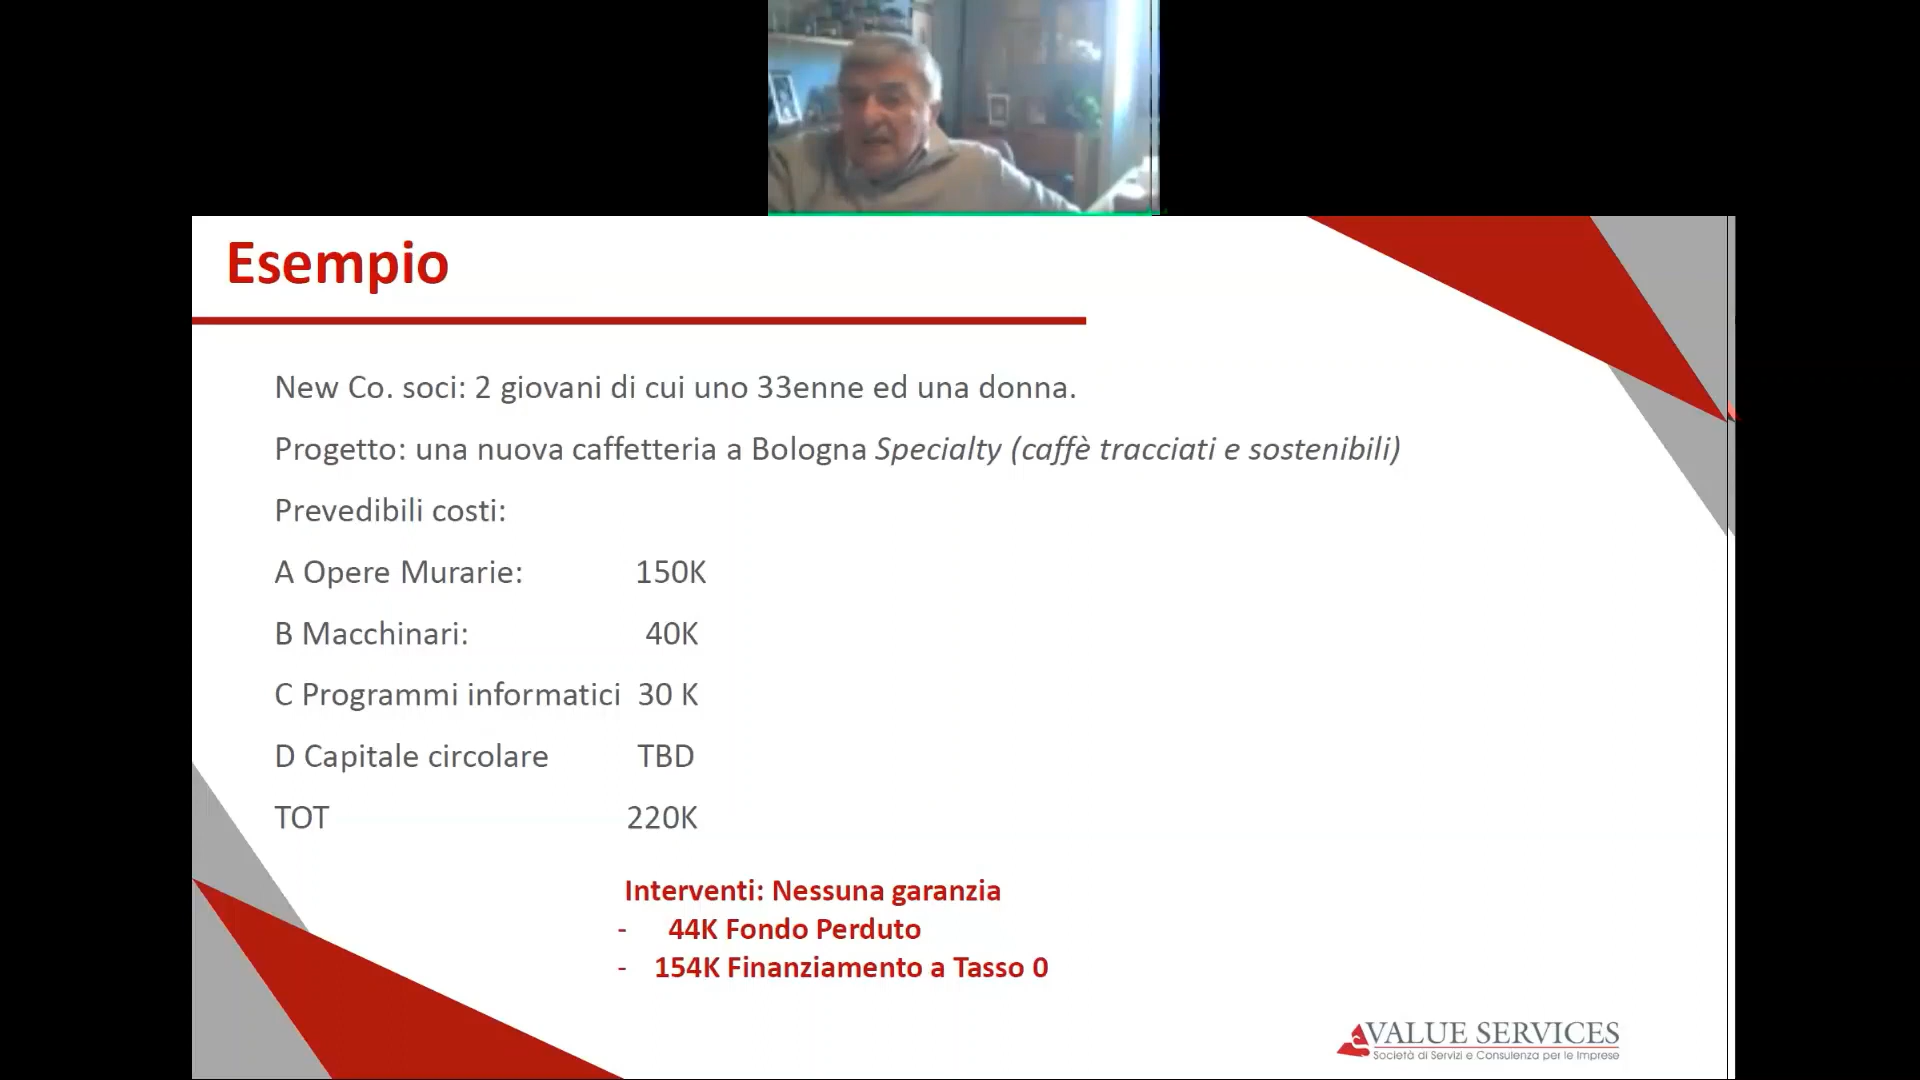 Esempio
New Co. soci: 2 giovani di cui uno 33enne ed una donna.
Progetto: una nuova caffetteria a Bologna Specialty (caffè tracciati e sostenibili)
Prevedibili costi:
A Opere Murarie: 150K
B Macchinari: 40K
C Programmi informatici 30 K
D Capitale circolare TBD
TOT 220K
Interventi: Nessuna garanzia
- 44K Fondo Perduto
- 154K Finanziamento a Tasso 0
VALUE SERVICES
Società di Servizi e Consulenza per le Imprese